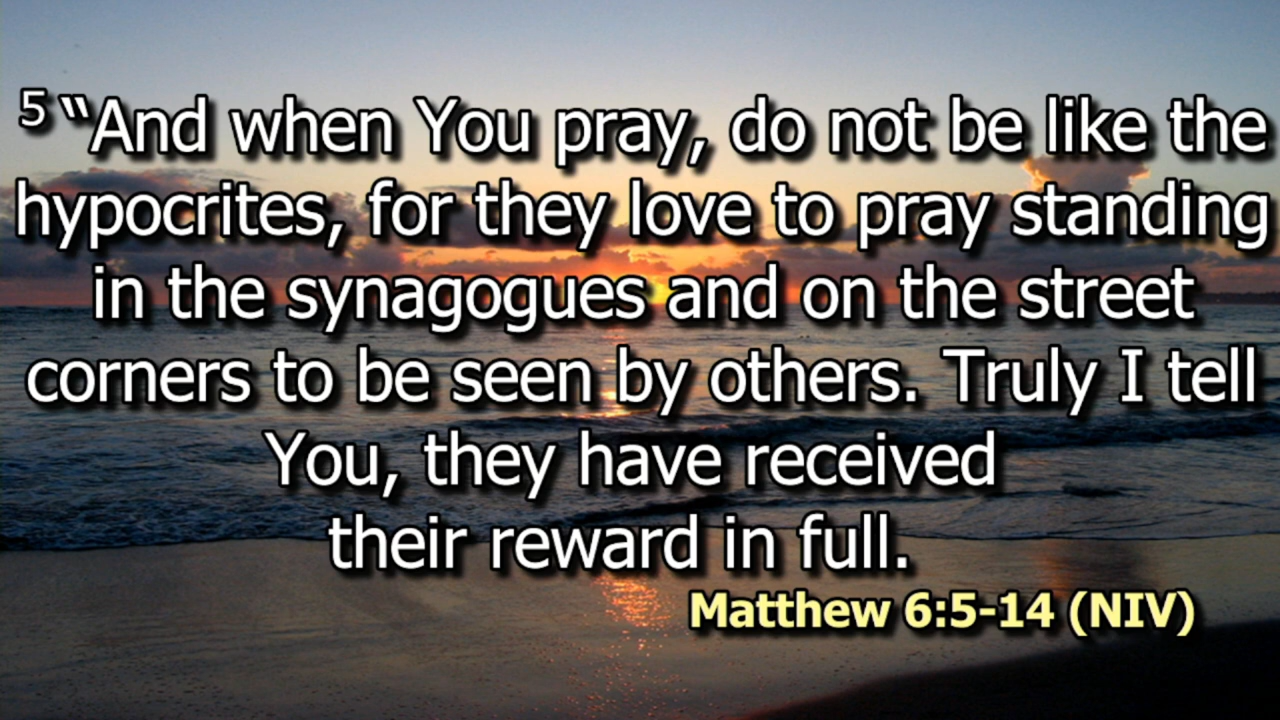 5 “And when You pray, do not be like the
hypocrites, for they love to pray standing
in the synagogues and on the street
corners to be seen by others. Truly I tell
You, they have received
their reward in full.
Matthew 6:5-14 (NIV)